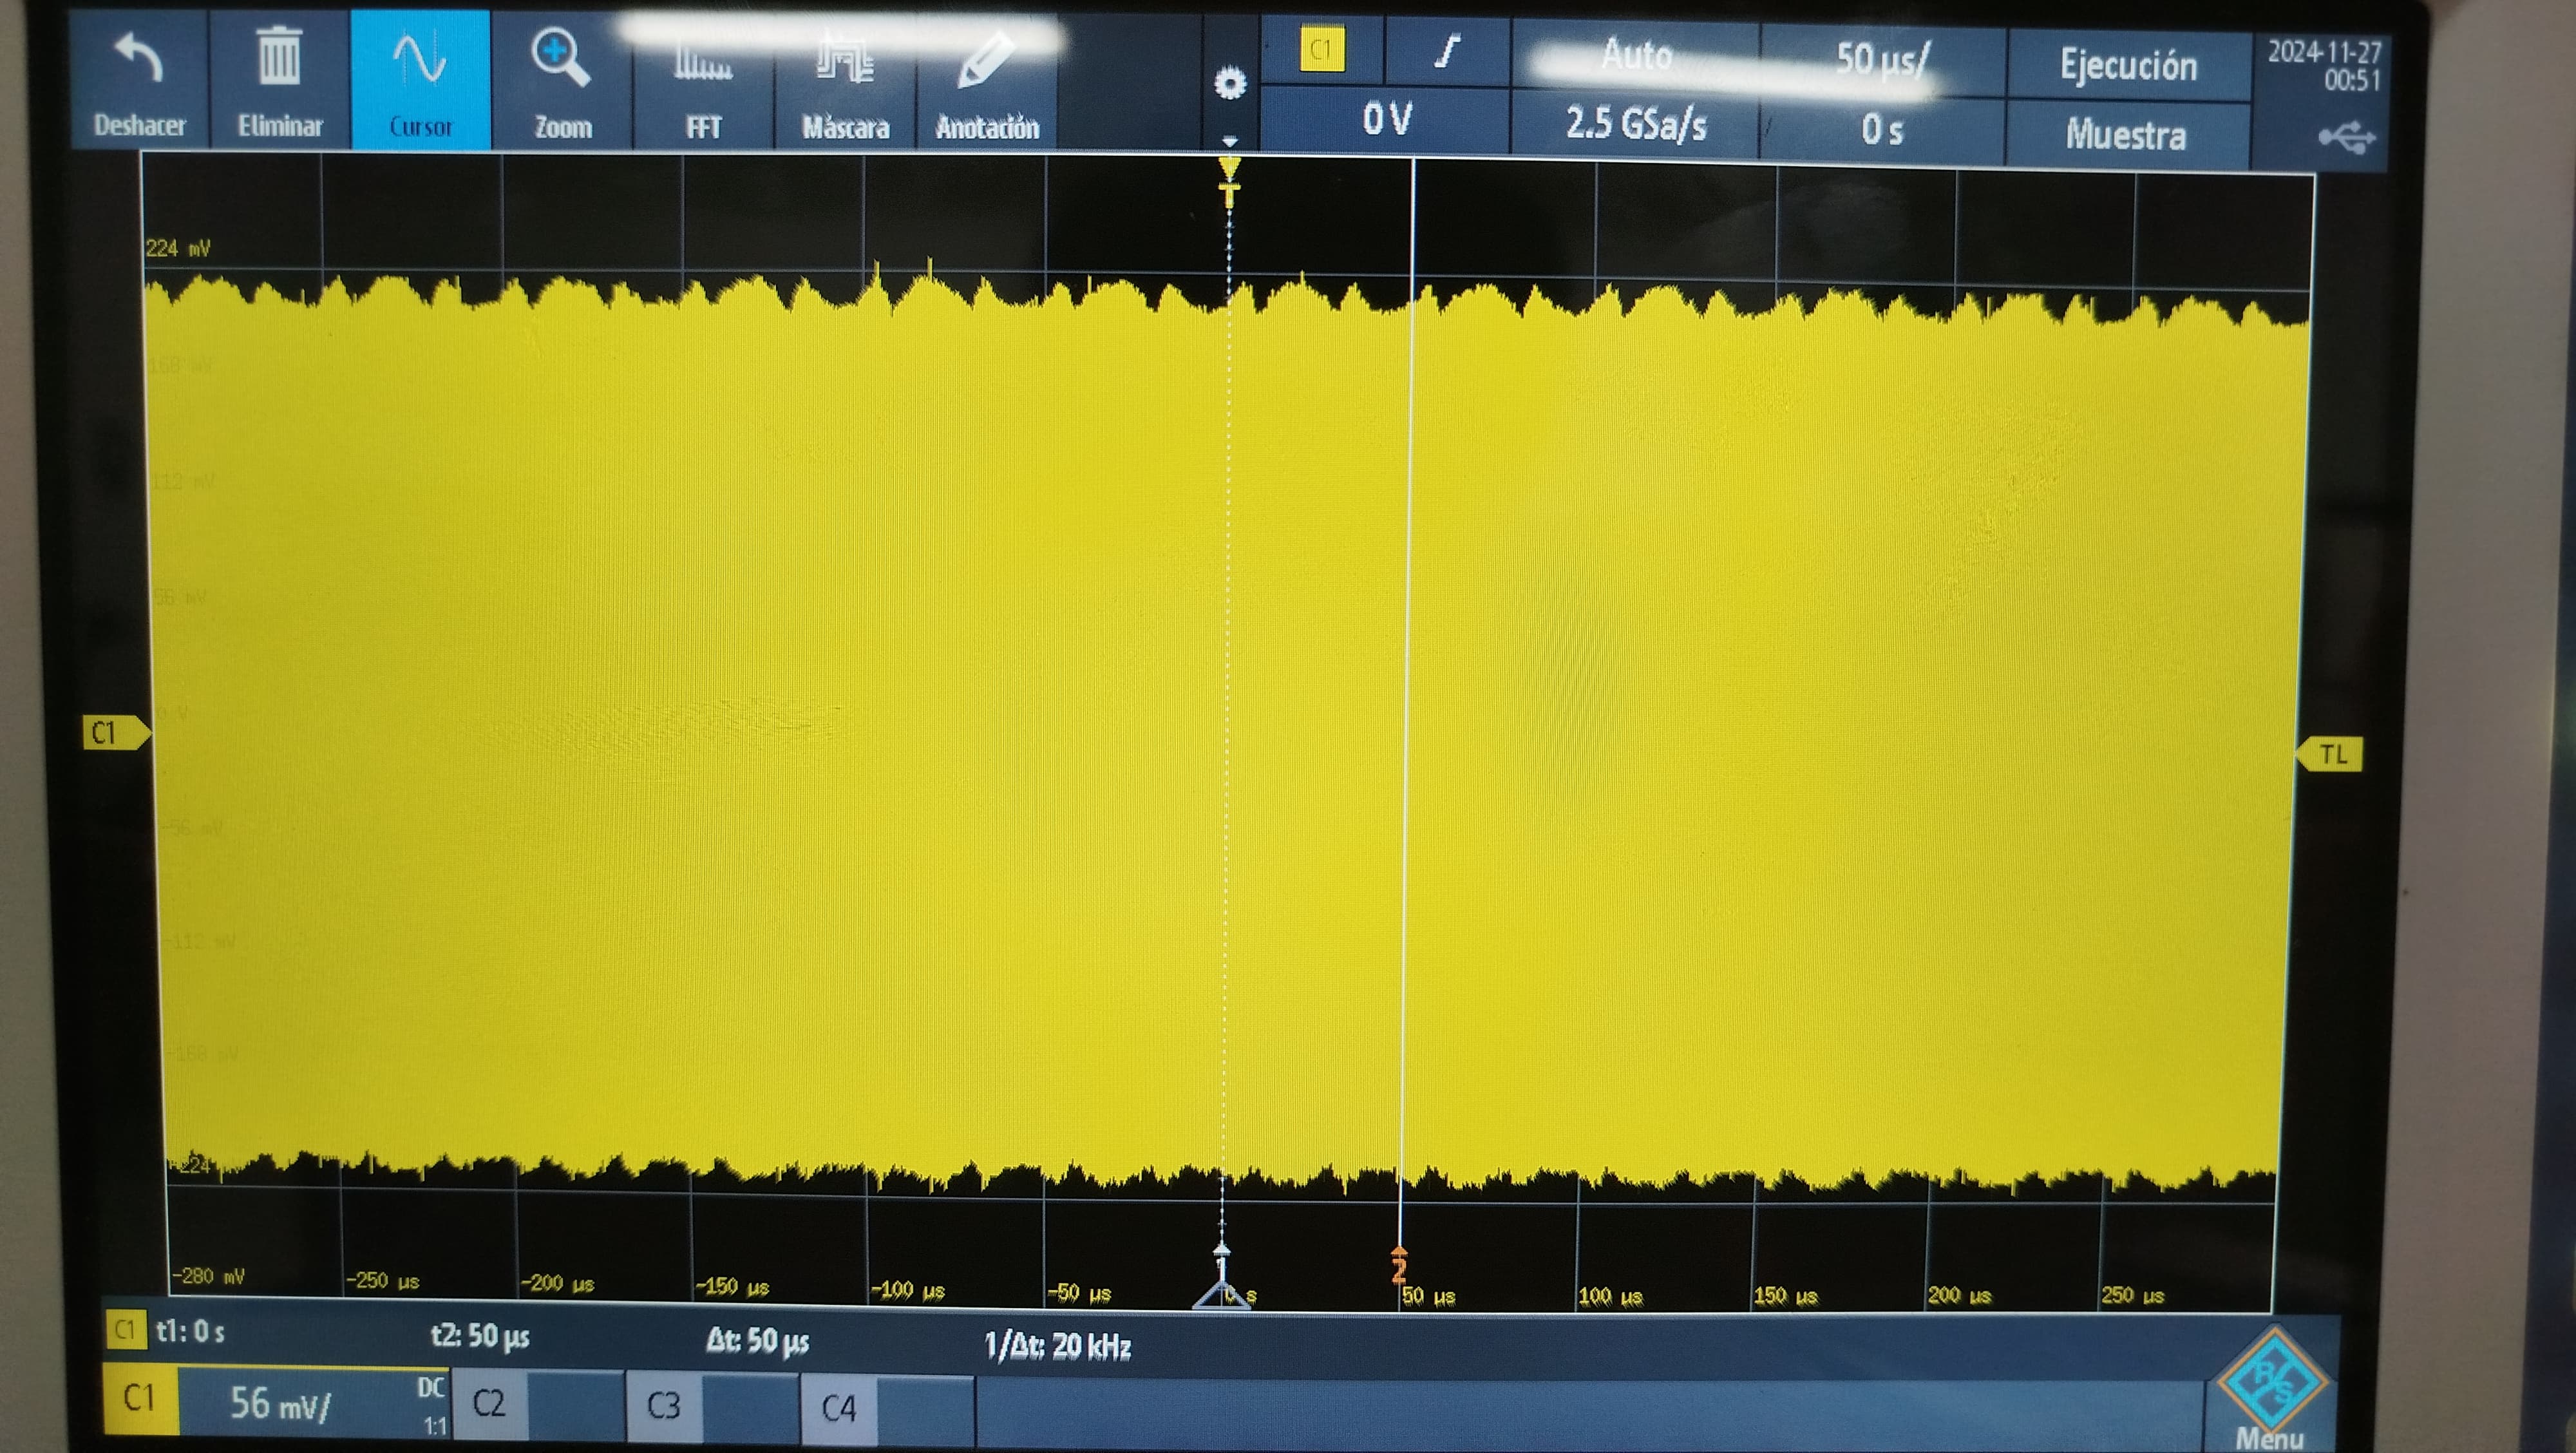 Deshacer
Eliminar
Cursor
Zoom
FFT
Máscara
Anotación
C1
Auto
50 µs/
Ejecución
2024-11-27
00:51
0 V
2.5 GSa/s
0 s
Muestra
T
224 mV
168 mV
112 mV
56 mV
0 V
C1
TL
-56 mV
-112 mV
-168 mV
-224 mV
-280 mV
-250 µs
-200 µs
-150 µs
-100 µs
-50 µs
0 s
50 µs
100 µs
150 µs
200 µs
250 µs
1
2
C1 t1: 0 s
t2: 50 µs
Δt: 50 µs
1/Δt: 20 kHz
C1
56 mV/
DC
1:1
C2
C3
C4
R/S
Menu